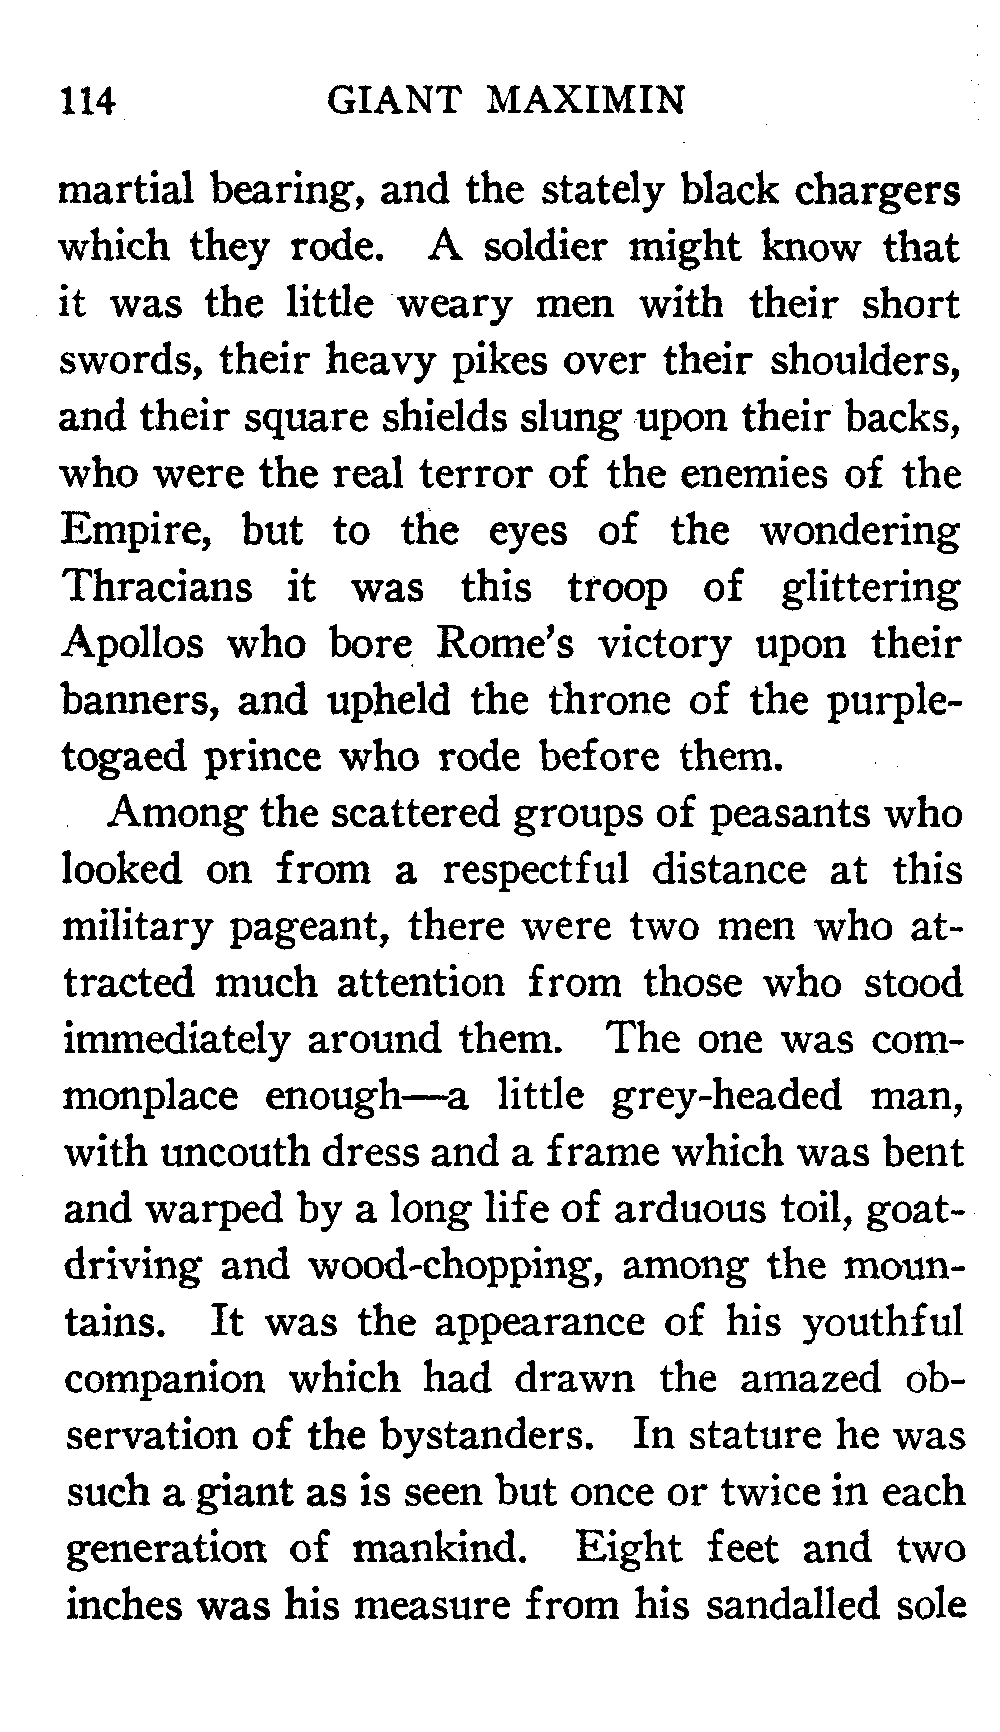 114 GIANT MAXIMIN
martial bearing, and the stately black chargers
which they rode. A soldier might know that
it was the little weary men with their short
swords, their heavy pikes over their shoulders,
and their square shields slung upon their backs,
who were the real terror of the enemies of the
Empire, but to the eyes of the wondering
Thracians it was this troop of glittering
Apollos who bore Rome's victory upon their
banners, and upheld the throne of the purple-
togaed prince who rode before them.
Among the scattered groups of peasants who
looked on from a respectful distance at this
military pageant, there were two men who at-
tracted much attention from those who stood
immediately around them. The one was com-
monplace enough—a little grey-headed man,
with uncouth dress and a frame which was bent
and warped by a long life of arduous toil, goat-
driving and wood-chopping, among the moun-
tains. It was the appearance of his youthful
companion which had drawn the amazed ob-
servation of the bystanders. In stature he was
such a giant as is seen but once or twice in each
generation of mankind. Eight feet and two
inches was his measure from his sandalled sole